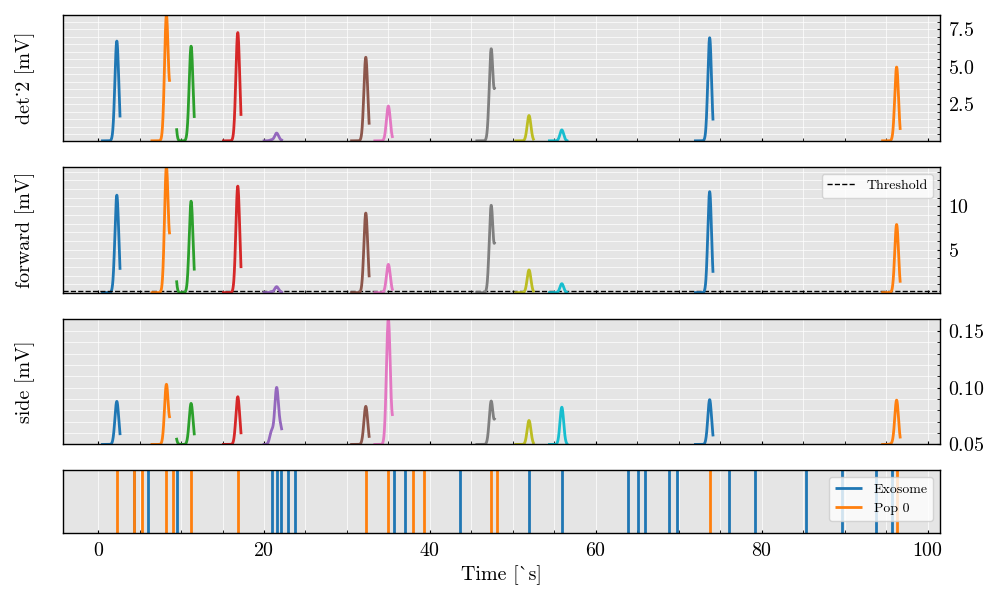 det˙2 [mV]
7.5
5.0
2.5
forward [mV]
Threshold
10
5
side [mV]
0.15
0.10
0.05
Exosome
Pop 0
0 20 40 60 80 100
Time [`s]